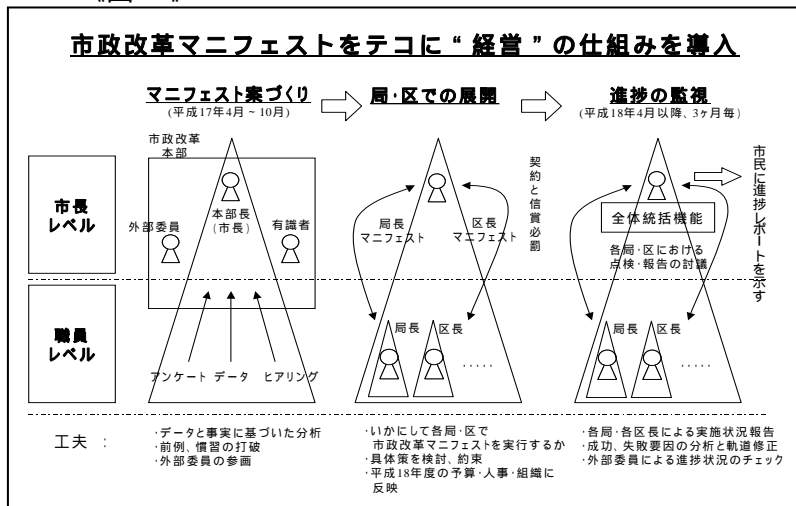 市政改革マニフェストをテコに“経営”の仕組みを導入
マニフェスト案づくり
(平成17年4月~10月)
局・区での展開
進捗の監視
(平成18年4月以降、3ヶ月毎)
市長
レベル
職員
レベル
市政改革
本部
本部長
(市長)
外部委員
有識者
アンケート データ ヒアリング
局長
マニフェスト
区長
マニフェスト
契約と信賞必罰
局長 区長
.....
全体統括機能
各局・区における
点検・報告の討議
市民に進捗レポートを示す
局長 区長
.....
工夫 :
・データと事実に基づいた分析
・前例、慣習の打破
・外部委員の参画
・いかにして各局・区で
市政改革マニフェストを実行するか
・具体策を検討、約束
・平成18年度の予算・人事・組織に
反映
・各局・各区長による実施状況報告
・成功、失敗要因の分析と軌道修正
・外部委員による進捗状況のチェック